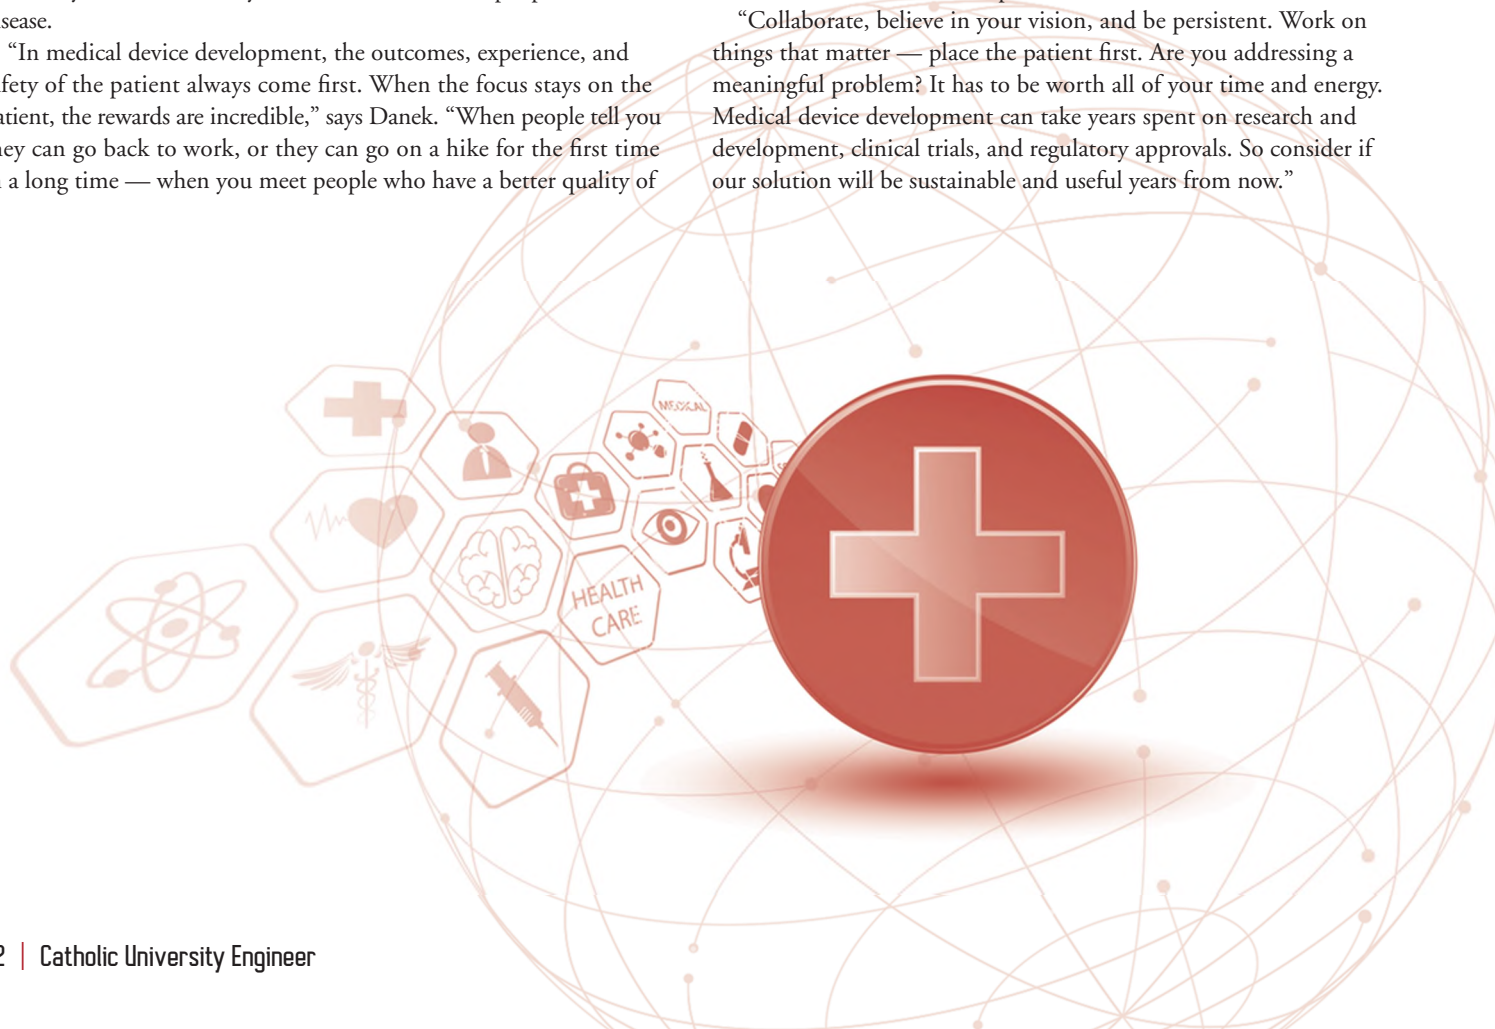 sease.
“In medical device development, the outcomes, experience, and
fety of the patient always come first. When the focus stays on the
atient, the rewards are incredible,” says Danek. “When people tell you
hey can go back to work, or they can go on a hike for the first time
a long time — when you meet people who have a better quality of
“Collaborate, believe in your vision, and be persistent. Work on
things that matter — place the patient first. Are you addressing a
meaningful problem? It has to be worth all of your time and energy.
Medical device development can take years spent on research and
development, clinical trials, and regulatory approvals. So consider if
our solution will be sustainable and useful years from now.”
MEDICAL
HEALTH
CARE
2 | Catholic University Engineer